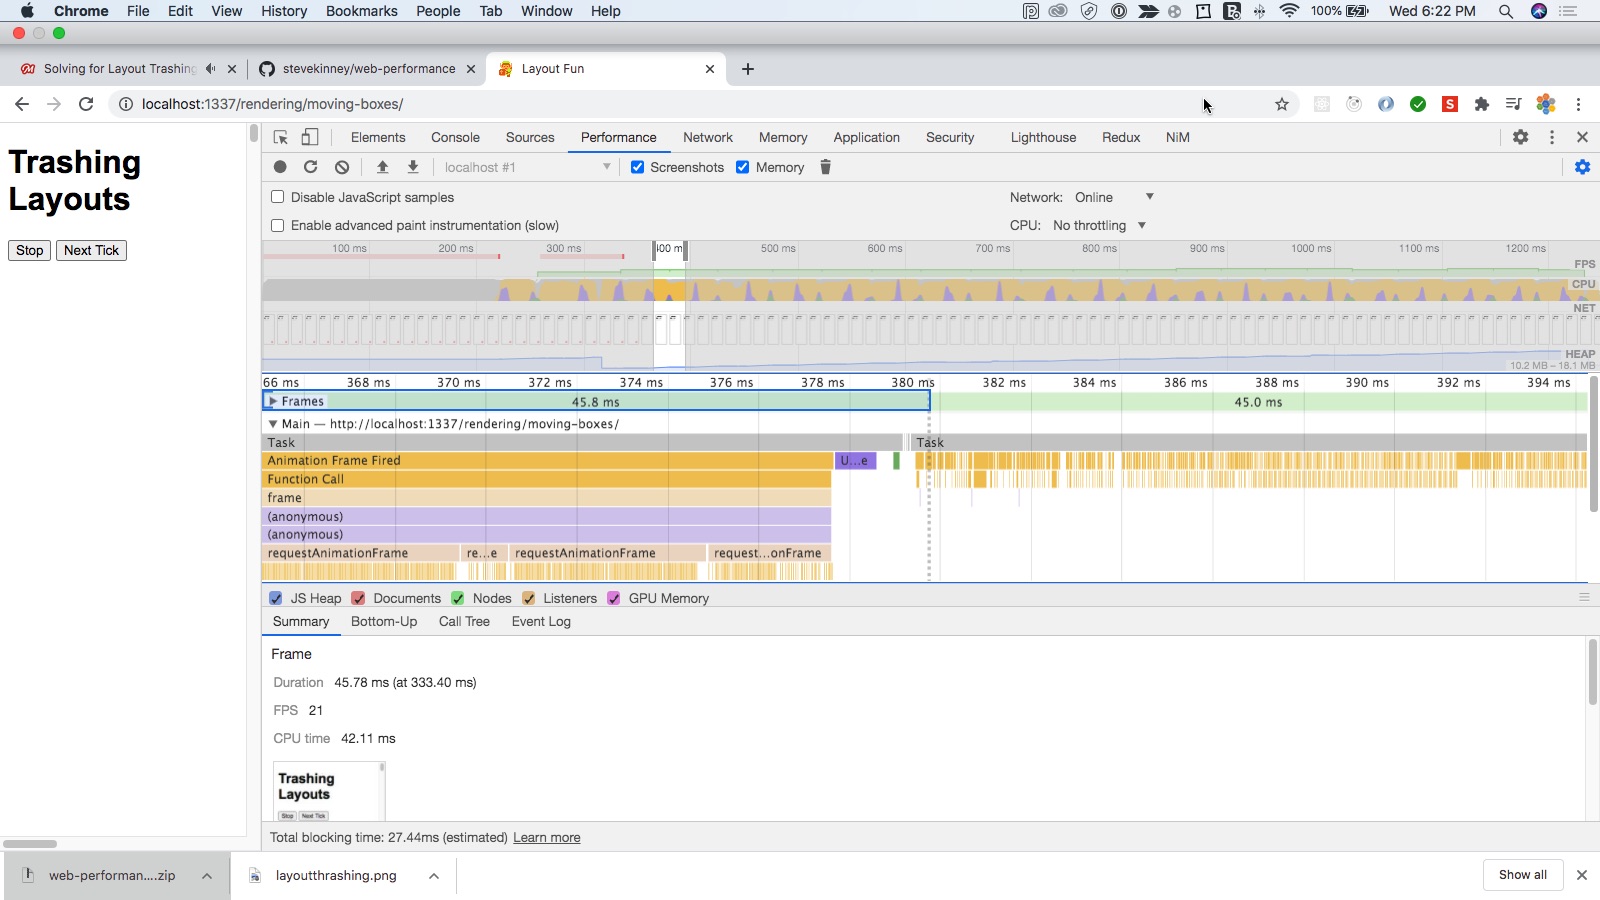 Chrome File Edit View History Bookmarks People Tab Window Help 100% Wed 6:22 PM
Solving for Layout Trashing stevekinney/web-performance Layout Fun
localhost:1337/rendering/moving-boxes/
Elements Console Sources Performance Network Memory Application Security Lighthouse Redux NiM
localhost #1 Screenshots Memory
Disable JavaScript samples Network: Online
Enable advanced paint instrumentation (slow) CPU: No throttling
Trashing
Layouts
Stop Next Tick
100 ms 200 ms 300 ms 400 m 500 ms 600 ms 700 ms 800 ms 900 ms 1000 ms 1100 ms 1200 ms
FPS
CPU
NET
HEAP
10.2 MB – 18.1 MB
66 ms 368 ms 370 ms 372 ms 374 ms 376 ms 378 ms 380 ms 382 ms 384 ms 386 ms 388 ms 390 ms 392 ms 394 ms
Frames 45.8 ms 45.0 ms
Main — http://localhost:1337/rendering/moving-boxes/
Task Task
Animation Frame Fired U...e
Function Call
frame
(anonymous)
(anonymous)
requestAnimationFrame re...e requestAnimationFrame request...onFrame
JS Heap Documents Nodes Listeners GPU Memory
Summary Bottom-Up Call Tree Event Log
Frame
Duration 45.78 ms (at 333.40 ms)
FPS 21
CPU time 42.11 ms
Trashing
Layouts
Stop Next Tick
Total blocking time: 27.44ms (estimated) Learn more
web-performan....zip layoutthrashing.png Show all